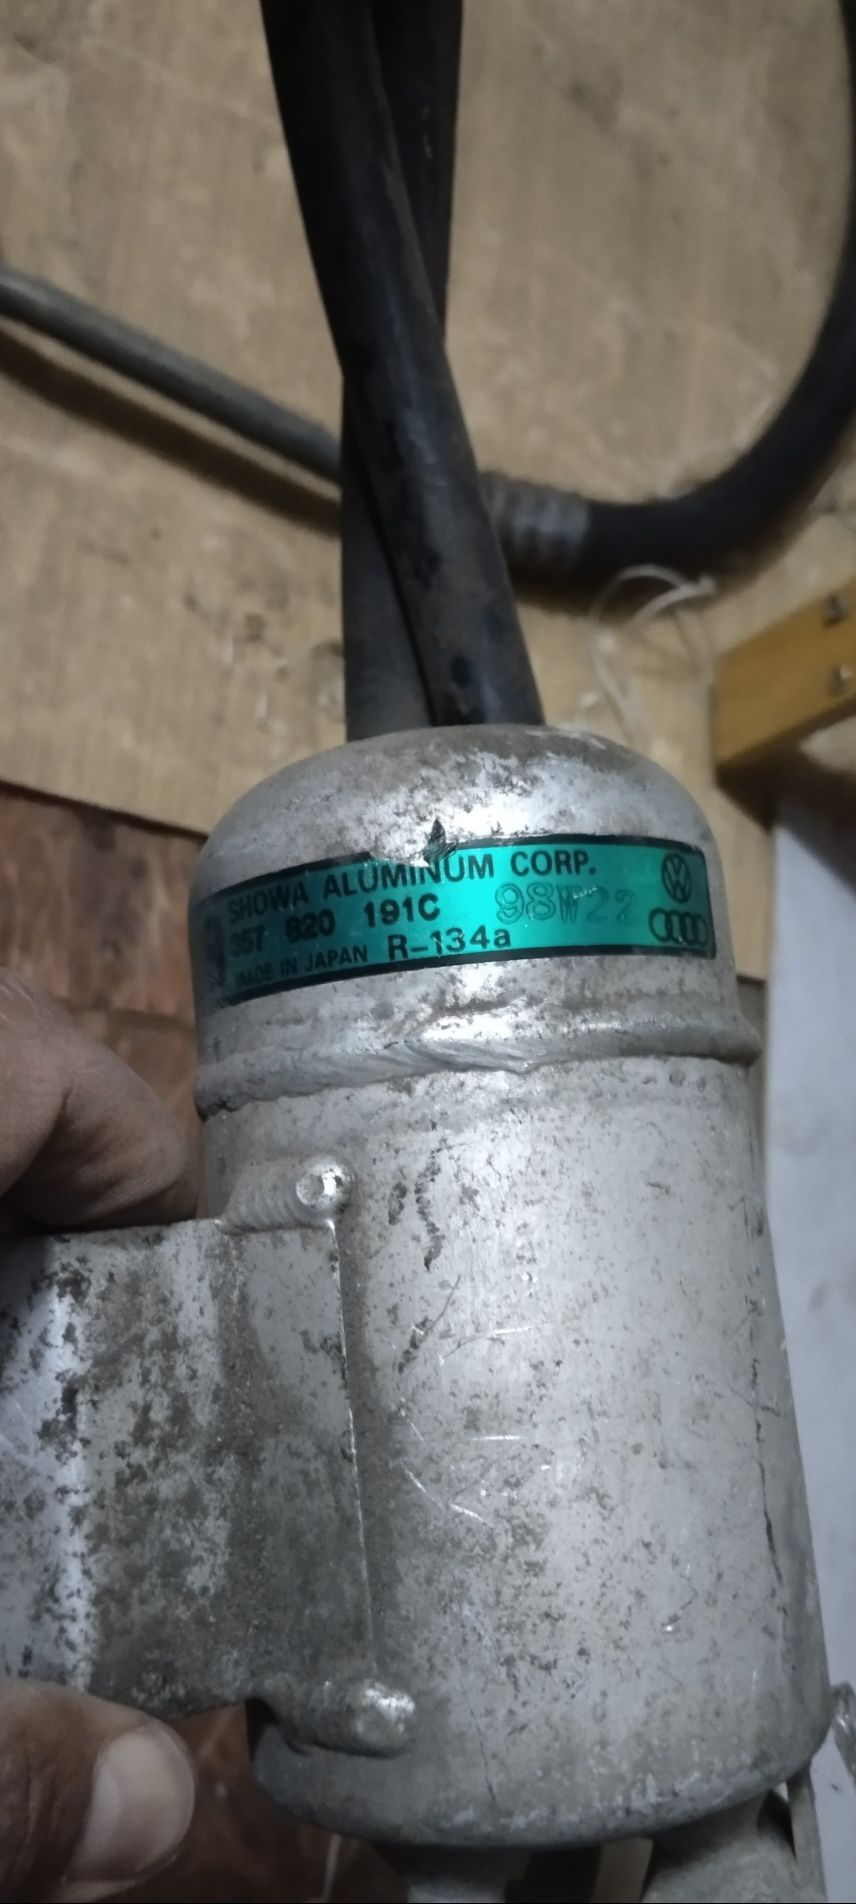 SHOWA ALUMINUM CORP.
357 820 191C 98W22
MADE IN JAPAN R-134a